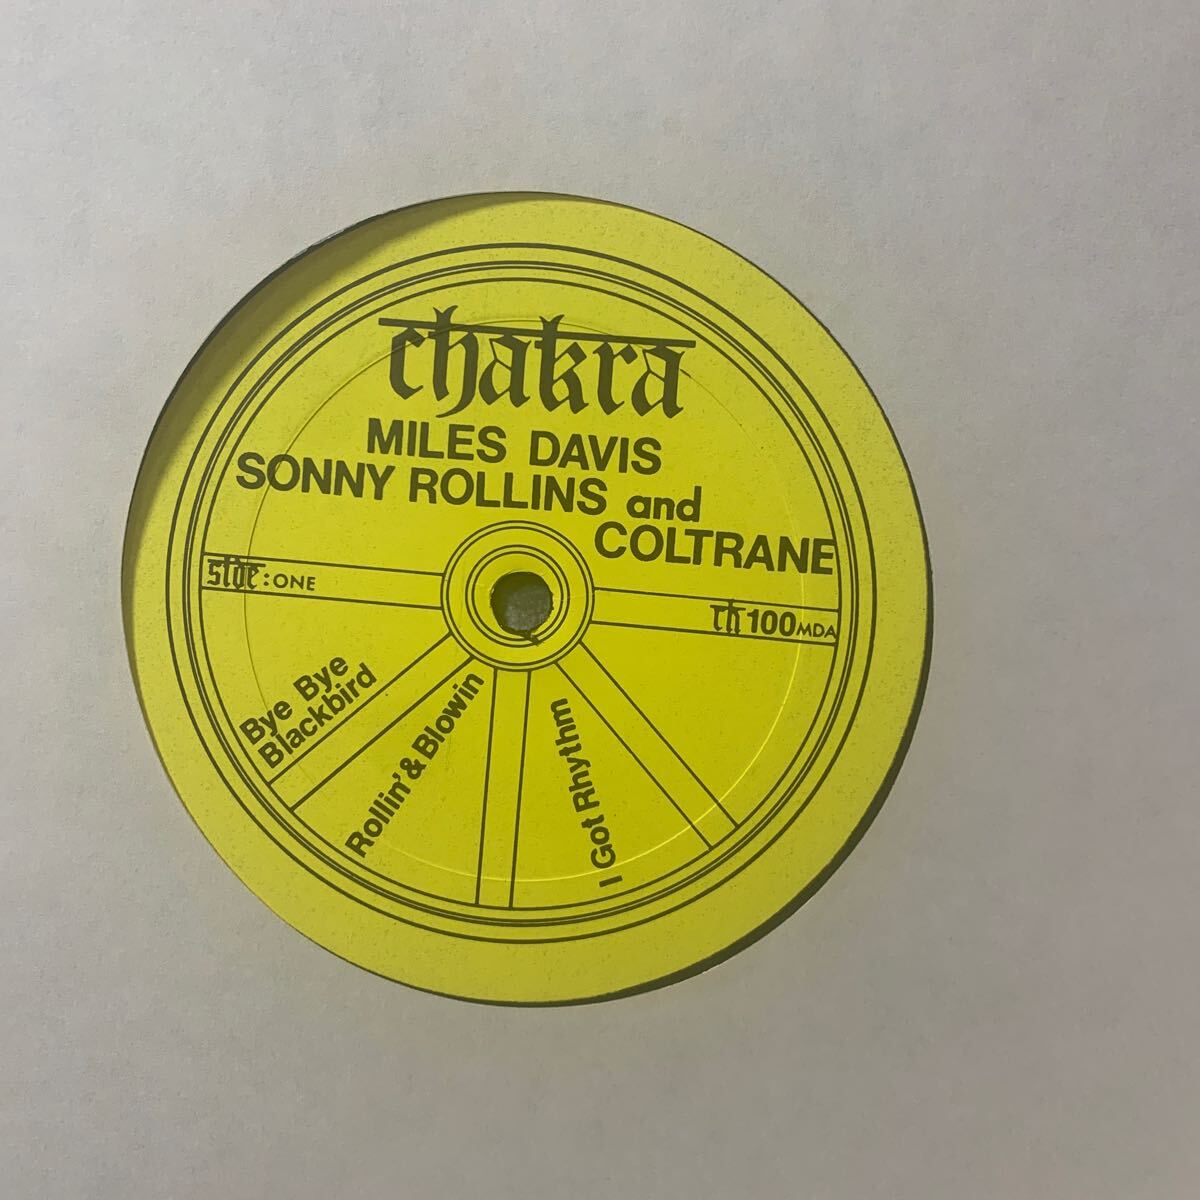 chakra
MILES DAVIS
SONNY ROLLINS and
COLTRANE
side: ONE
ch 100 MDA
Bye Bye
Blackbird
Rollin' & Blowin
I Got Rhythm